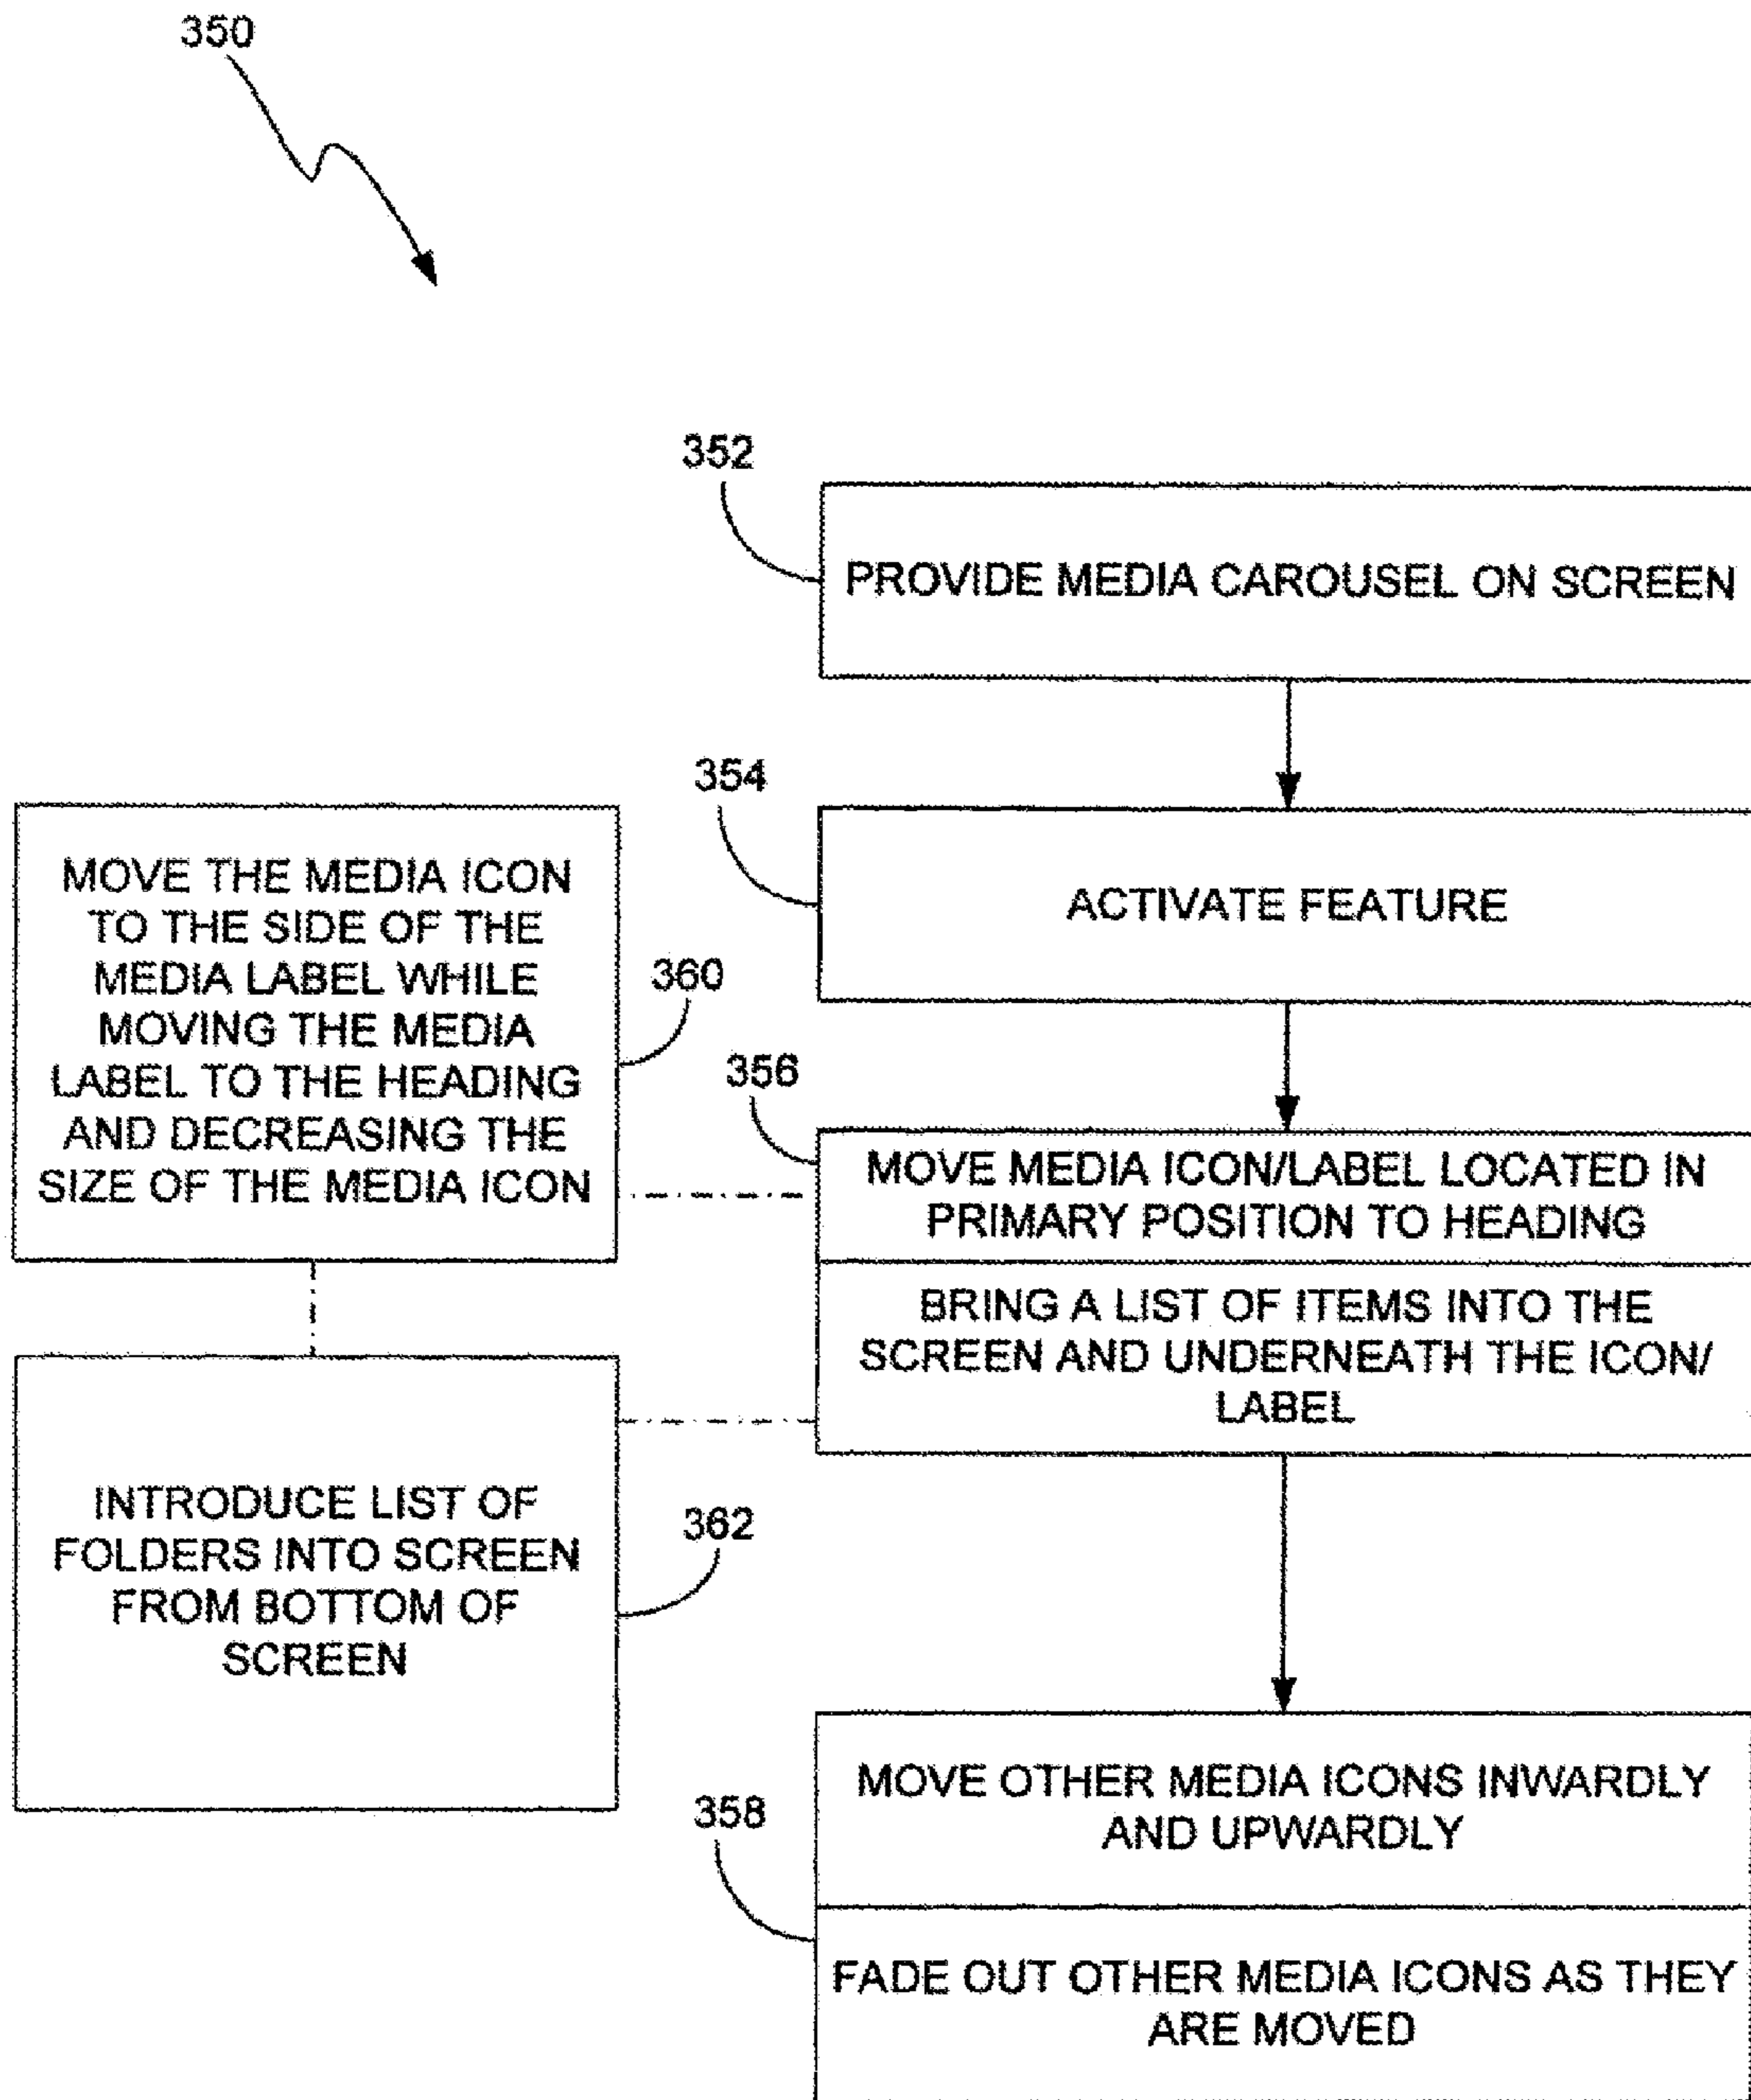 350
352
PROVIDE MEDIA CAROUSEL ON SCREEN
354
ACTIVATE FEATURE
MOVE THE MEDIA ICON
TO THE SIDE OF THE
MEDIA LABEL WHILE
MOVING THE MEDIA
LABEL TO THE HEADING
AND DECREASING THE
SIZE OF THE MEDIA ICON
360
356
MOVE MEDIA ICON/LABEL LOCATED IN
PRIMARY POSITION TO HEADING
BRING A LIST OF ITEMS INTO THE
SCREEN AND UNDERNEATH THE ICON/
LABEL
INTRODUCE LIST OF
FOLDERS INTO SCREEN
FROM BOTTOM OF
SCREEN
362
358
MOVE OTHER MEDIA ICONS INWARDLY
AND UPWARDLY
FADE OUT OTHER MEDIA ICONS AS THEY
ARE MOVED